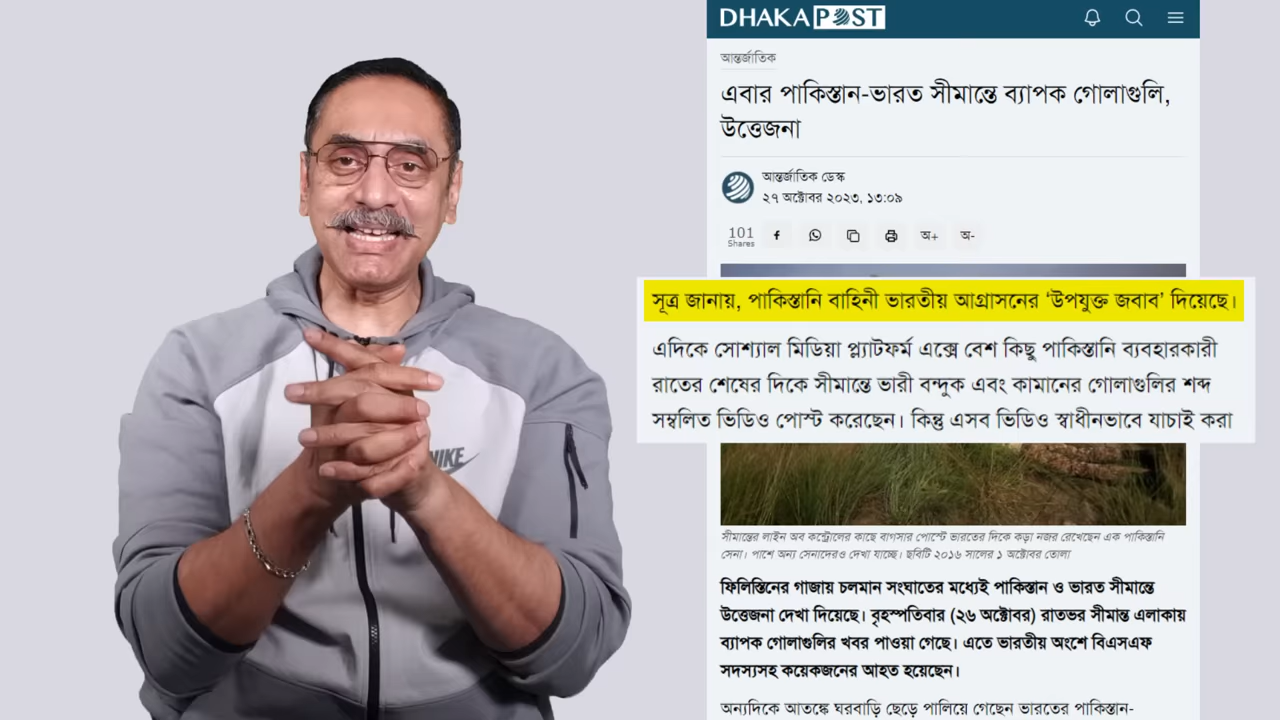 DHAKA POST
আন্তর্জাতিক
এবার পাকিস্তান-ভারত সীমান্তে ব্যাপক গোলাগুলি,
উত্তেজনা
আন্তর্জাতিক ডেস্ক
২৭ অক্টোবর ২০২৩, ১৩:০৯
101
Shares
অ+ অ-
সূত্র জানায়, পাকিস্তানি বাহিনী ভারতীয় আগ্রাসনের ‘উপযুক্ত জবাব’ দিয়েছে।
এদিকে সোশ্যাল মিডিয়া প্ল্যাটফর্ম এক্সে বেশ কিছু পাকিস্তানি ব্যবহারকারী
রাতের শেষের দিকে সীমান্তে ভারী বন্দুক এবং কামানের গোলাগুলির শব্দ
সম্বলিত ভিডিও পোস্ট করেছেন। কিন্তু এসব ভিডিও স্বাধীনভাবে যাচাই করা
সীমান্তের লাইন অব কন্ট্রোলের কাছে বাগসার পোস্টে ভারতের দিকে কড়া নজর রেখেছেন এক পাকিস্তানি
সেনা। পাশে অন্য সেনাদেরও দেখা যাচ্ছে। ছবিটি ২০১৬ সালের ১ অক্টোবর তোলা
ফিলিস্তিনের গাজায় চলমান সংঘাতের মধ্যেই পাকিস্তান ও ভারত সীমান্তে
উত্তেজনা দেখা দিয়েছে। বৃহস্পতিবার (২৬ অক্টোবর) রাতভর সীমান্ত এলাকায়
ব্যাপক গোলাগুলির খবর পাওয়া গেছে। এতে ভারতীয় অংশে বিএসএফ
সদস্যসহ কয়েকজনের আহত হয়েছেন।
অন্যদিকে আতঙ্কে ঘরবাড়ি ছেড়ে পালিয়ে গেছেন ভারতের পাকিস্তান-
NIKE